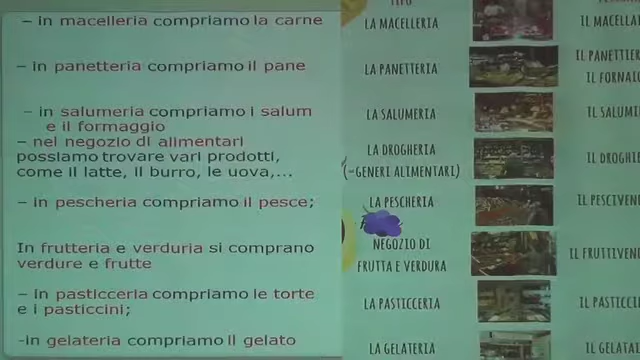 – in macelleria compriamo la carne
– in panetteria compriamo il pane
– in salumeria compriamo i salum
e il formaggio
– nel negozio di alimentari
possiamo trovare vari prodotti,
come il latte, il burro, le uova,...
– in pescheria compriamo il pesce;
In frutteria e verduria si comprano
verdure e frutte
– in pasticceria compriamo le torte
e i pasticcini;
-in gelateria compriamo il gelato
LA MACELLERIA
LA PANETTERIA
LA SALUMERIA
LA DROGHERIA
(=GENERI ALIMENTARI)
LA PESCHERIA
NEGOZIO DI
FRUTTA E VERDURA
LA PASTICCERIA
LA GELATERIA
IL MACELLA
IL PANETTIER
IL FORNAIO
IL SALUMI
IL DROGHIE
IL PESCIVEN
IL FRUTTIVEN
IL PASTICCI
IL GELATA